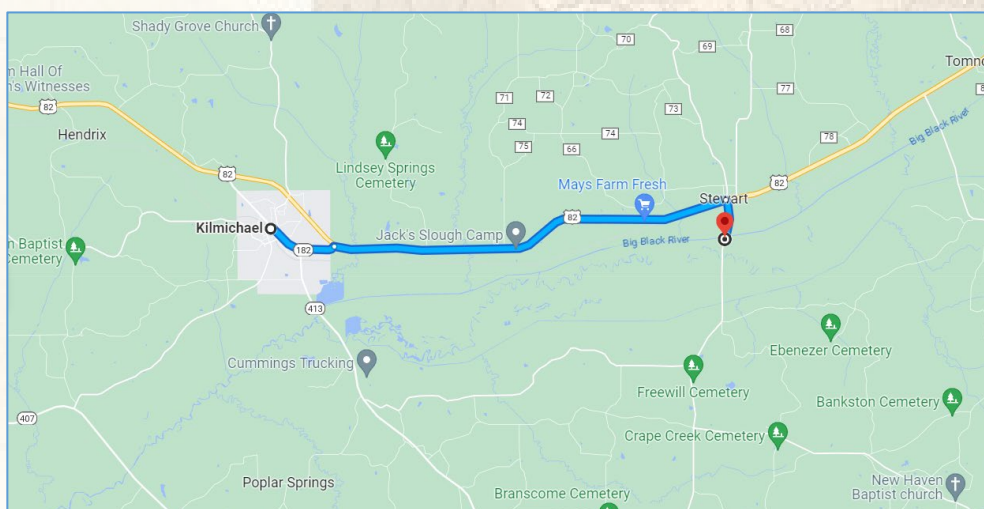 Shady Grove Church
70
69
68
n Hall Of
n's Witnesses
Tomno
82
71
72
77
73
Hendrix
74
74
78
Big Black River
75
66
Lindsey Springs
Cemetery
82
82
Mays Farm Fresh
Stewart
Kilmichael
82
Jack's Slough Camp
Big Black River
n Baptist
Cemetery
182
413
Ebenezer Cemetery
Cummings Trucking
Freewill Cemetery
Bankston Cemetery
407
Crape Creek Cemetery
Poplar Springs
New Haven
Baptist church
Branscome Cemetery